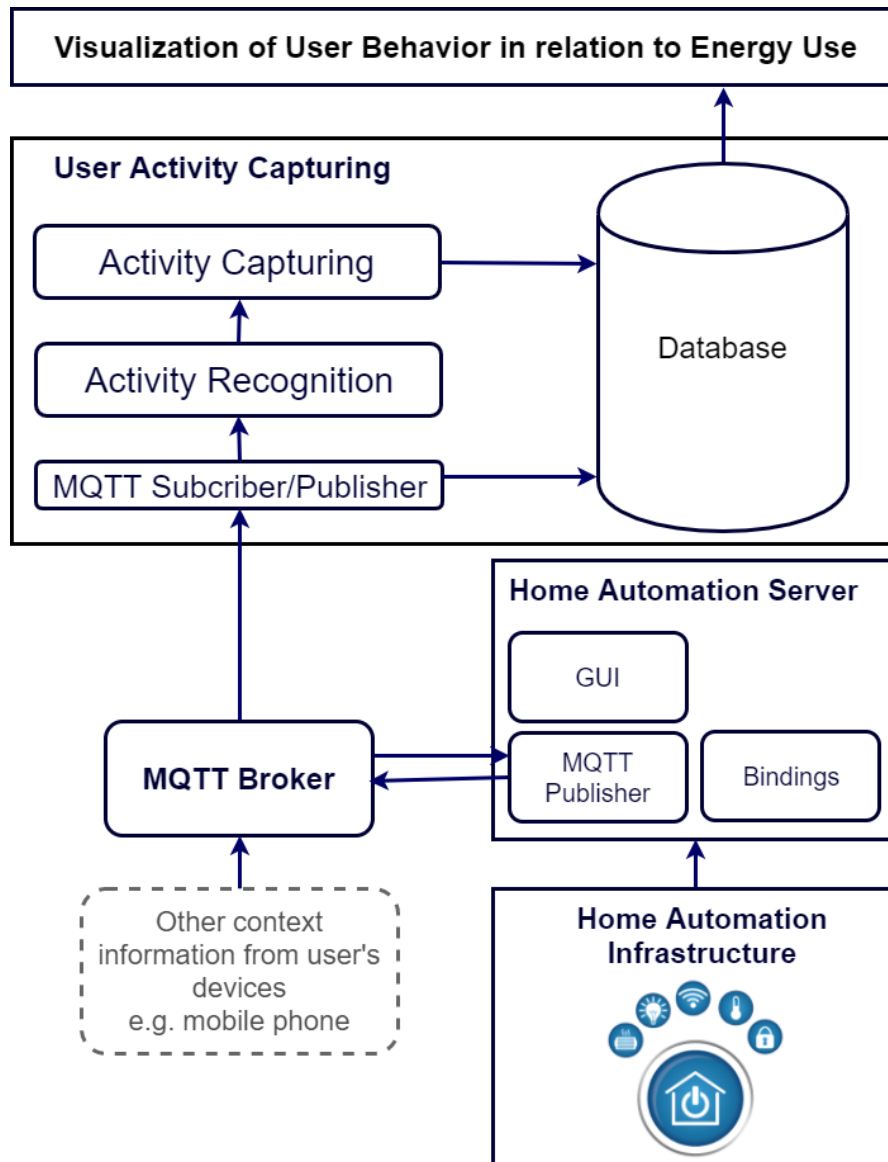 Visualization of User Behavior in relation to Energy Use
User Activity Capturing
Activity Capturing
Activity Recognition
MQTT Subcriber/Publisher
Database
Home Automation Server
GUI
MQTT
Publisher
Bindings
MQTT Broker
Other context
information from user's
devices
e.g. mobile phone
Home Automation
Infrastructure